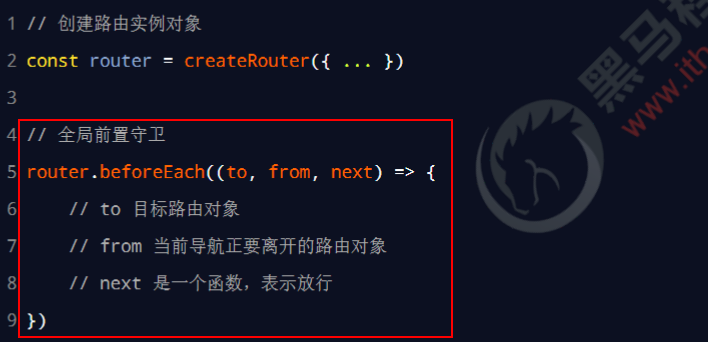 1 // 创建路由实例对象
2 const router = createRouter({ ... })
3
4 // 全局前置守卫
5 router.beforeEach((to, from, next) => {
6 // to 目标路由对象
7 // from 当前导航正要离开的路由对象
8 // next 是一个函数，表示放行
9 })
黑马程
www.ith